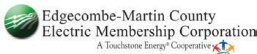 Edgecombe-Martin County
Electric Membership Corporation
A Touchstone Energy® Cooperative